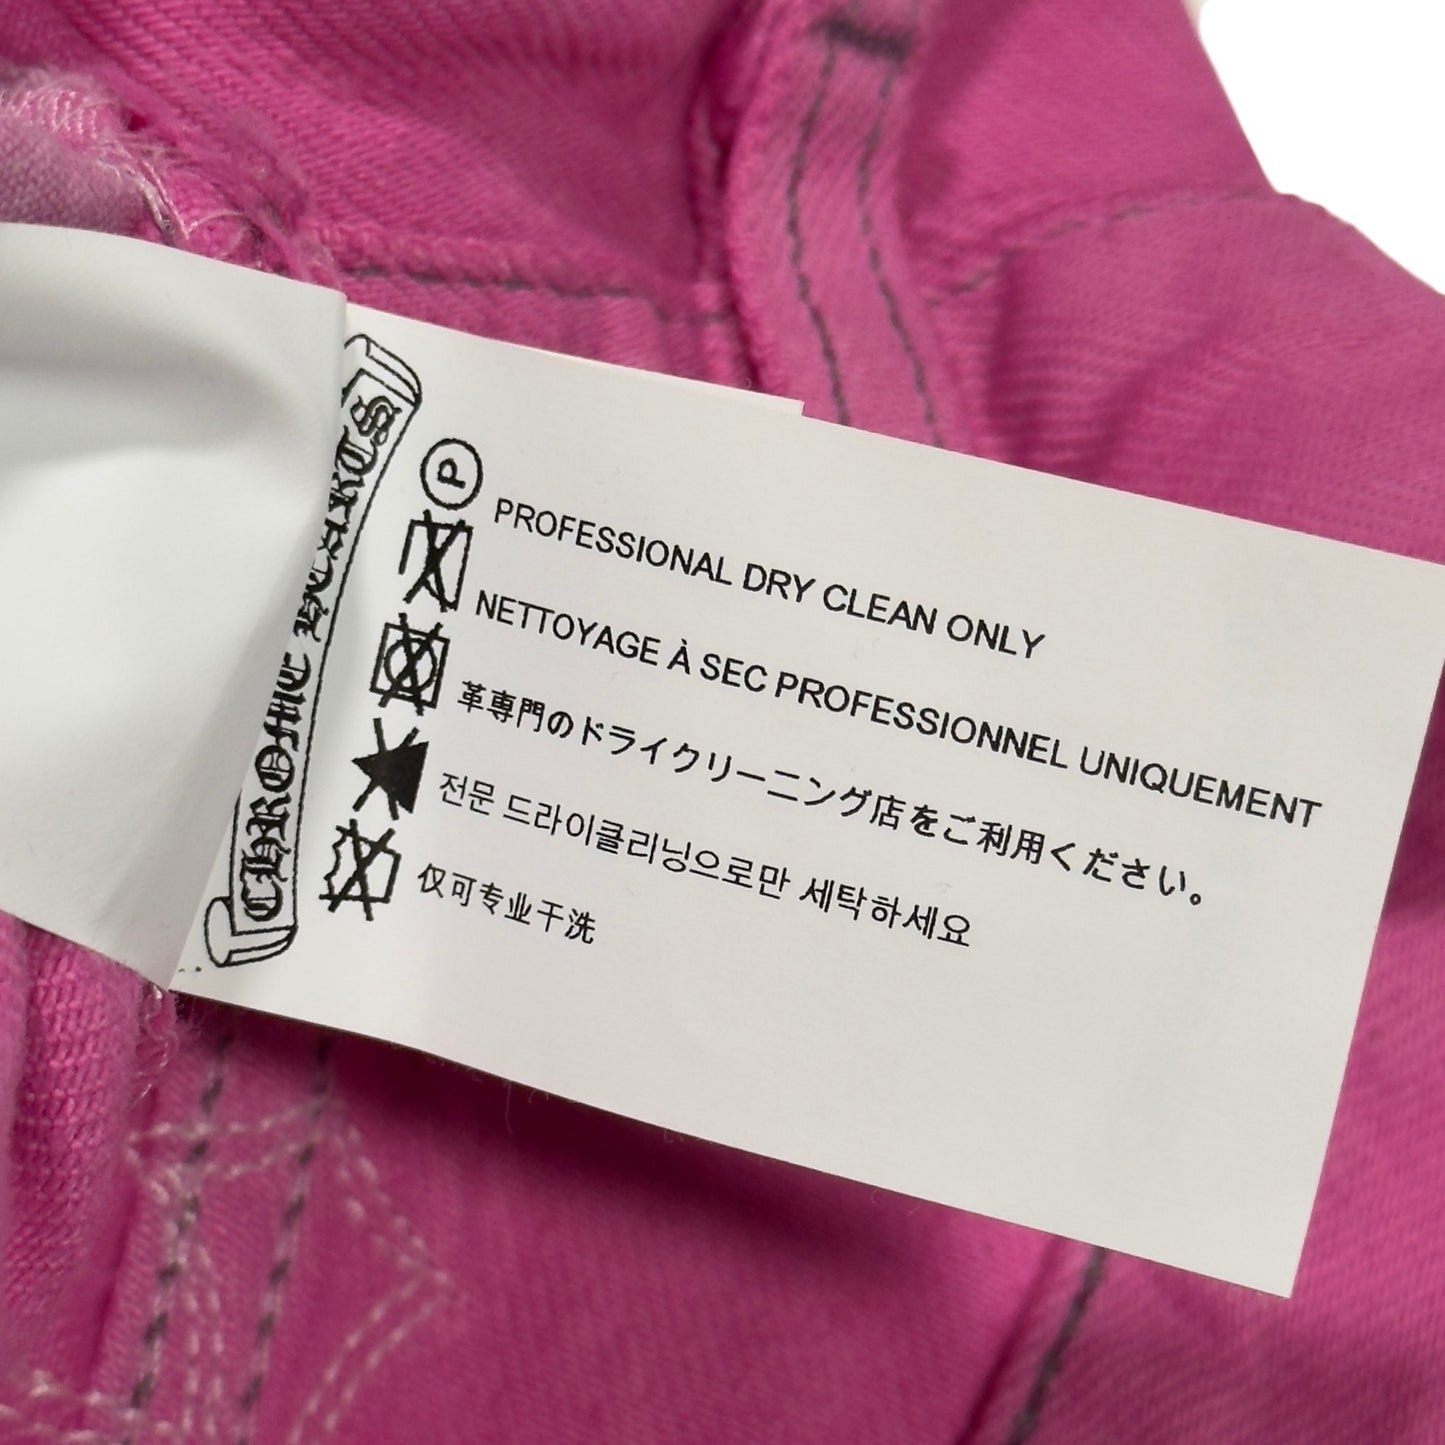 CHROME HEARTS
P
PROFESSIONAL DRY CLEAN ONLY
NETTOYAGE À SEC PROFESSIONNEL UNIQUEMENT
革専門のドライクリーニング店をご利用ください。
전문 드라이클리닝으로만 세탁하세요
仅可专业干洗